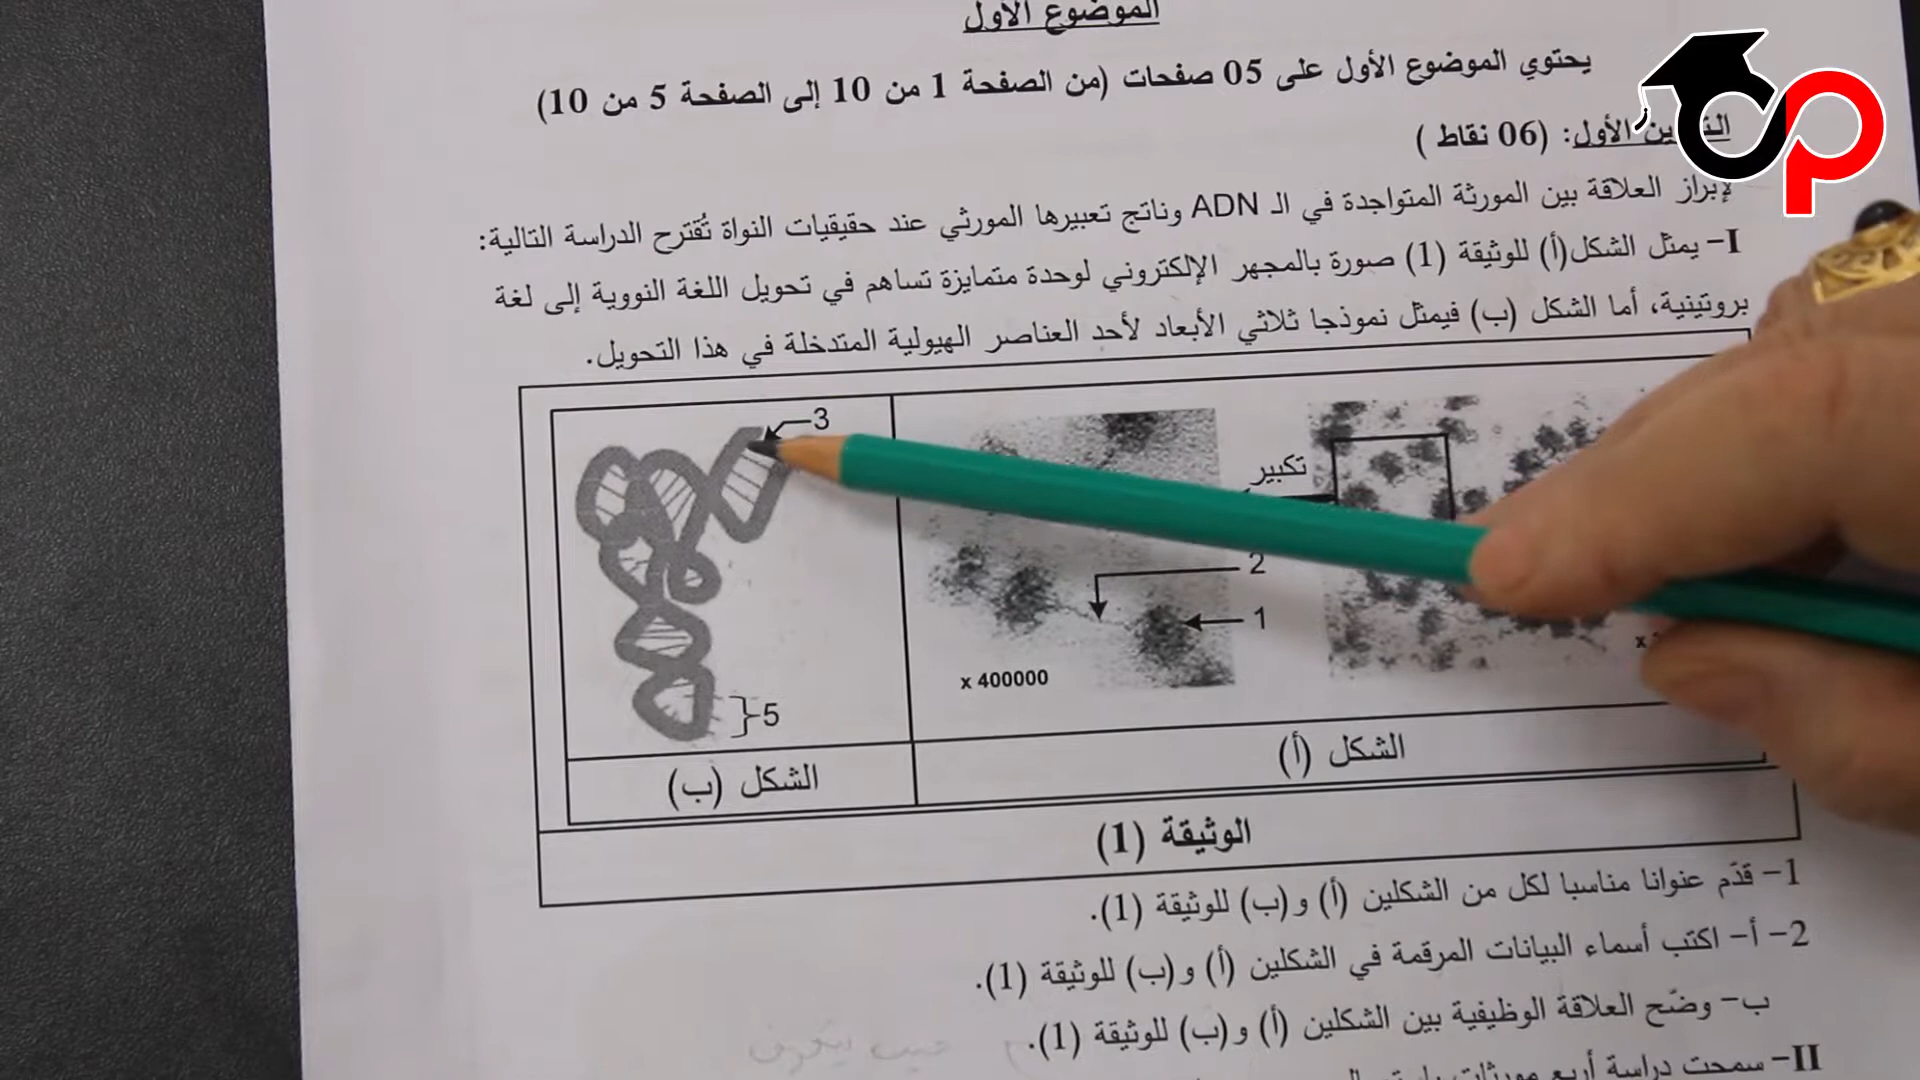 الموضوع الأول
يحتوي الموضوع الأول على 05 صفحات (من الصفحة 1 من 10 إلى الصفحة 5 من 10)
الأول: (06 نقاط )
لإبراز العلاقة بين المورثة المتواجدة في الـ ADN وناتج تعبيرها المورثي عند حقيقيات النواة تُقترح الدراسة التالية:
I- يمثل الشكل(أ) للوثيقة (1) صورة بالمجهر الإلكتروني لوحدة متمايزة تساهم في تحويل اللغة النووية إلى لغة
بروتينية، أما الشكل (ب) فيمثل نموذجا ثلاثي الأبعاد لأحد العناصر الهيولية المتدخلة في هذا التحويل.
تكبير
3
2
1
x 400000
x
5
الشكل (أ)
الشكل (ب)
الوثيقة (1)
1- قدّم عنوانا مناسبا لكل من الشكلين (أ) و(ب) للوثيقة (1).
2- أ- اكتب أسماء البيانات المرقمة في الشكلين (أ) و(ب) للوثيقة (1).
ب- وضّح العلاقة الوظيفية بين الشكلين (أ) و(ب) للوثيقة (1).
II- سمحت دراسة أربع مورثات